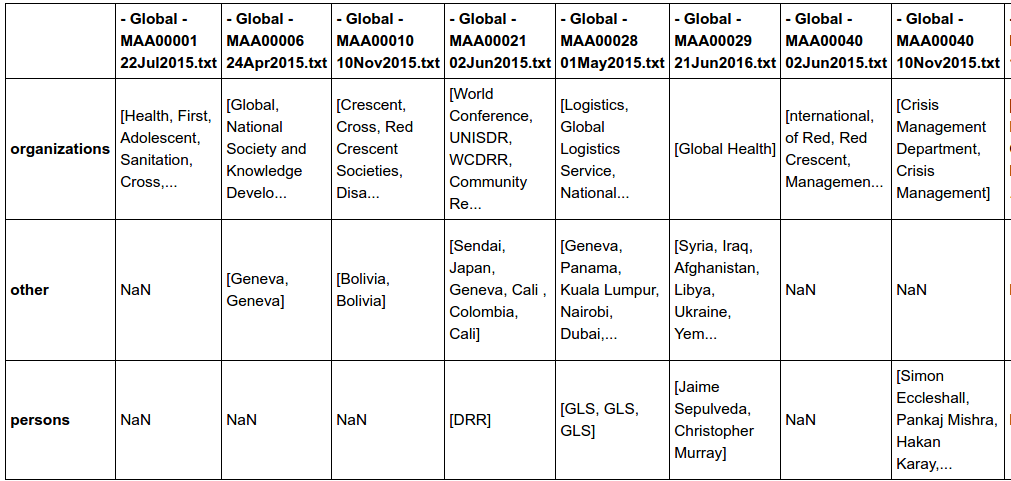 - Global - MAA00001 22Jul2015.txt
- Global - MAA00006 24Apr2015.txt
- Global - MAA00010 10Nov2015.txt
- Global - MAA00021 02Jun2015.txt
- Global - MAA00028 01May2015.txt
- Global - MAA00029 21Jun2016.txt
- Global - MAA00040 02Jun2015.txt
- Global - MAA00040 10Nov2015.txt
organizations
[Health, First, Adolescent, Sanitation, Cross,...
[Global, National Society and Knowledge Develo...
[Crescent, Cross, Red Crescent Societies, Disa...
[World Conference, UNISDR, WCDRR, Community Re...
[Logistics, Global Logistics Service, National...
[Global Health]
[nternational, of Red, Red Crescent, Managemen...
[Crisis Management Department, Crisis Management]
other
NaN
[Geneva, Geneva]
[Bolivia, Bolivia]
[Sendai, Japan, Geneva, Cali , Colombia, Cali]
[Geneva, Panama, Kuala Lumpur, Nairobi, Dubai,...
[Syria, Iraq, Afghanistan, Libya, Ukraine, Yem...
NaN
NaN
persons
NaN
NaN
NaN
[DRR]
[GLS, GLS, GLS]
[Jaime Sepulveda, Christopher Murray]
NaN
[Simon Eccleshall, Pankaj Mishra, Hakan Karay,...